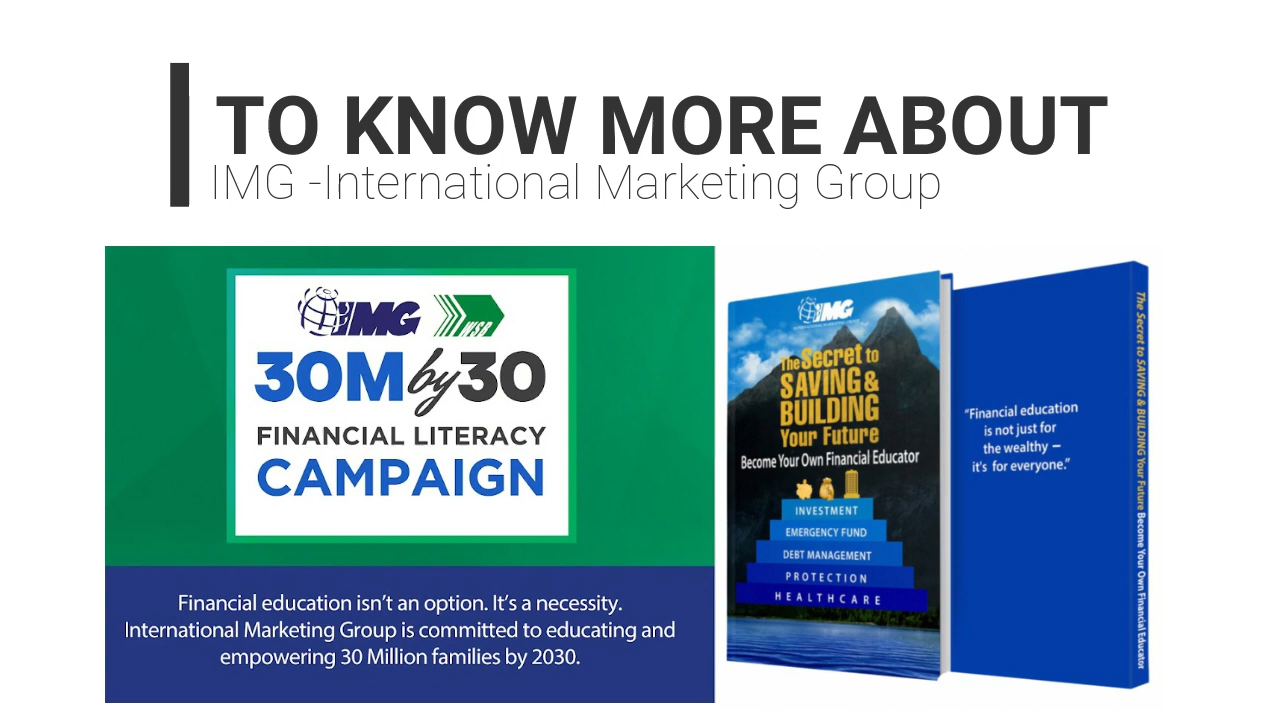 TO KNOW MORE ABOUT
IMG -International Marketing Group
IMG WSB
30M by 30
FINANCIAL LITERACY
CAMPAIGN
Financial education isn't an option. It's a necessity.
International Marketing Group is committed to educating and
empowering 30 Million families by 2030.
IMG
INTERNATIONAL MARKETING GROUP
The Secret to
SAVING &
BUILDING
Your Future
Become Your Own Financial Educator
INVESTMENT
EMERGENCY FUND
DEBT MANAGEMENT
PROTECTION
HEALTHCARE
“Financial education
is not just for
the wealthy –
it's for everyone.”
The Secret to SAVING & BUILDING Your Future Become Your Own Financial Educator